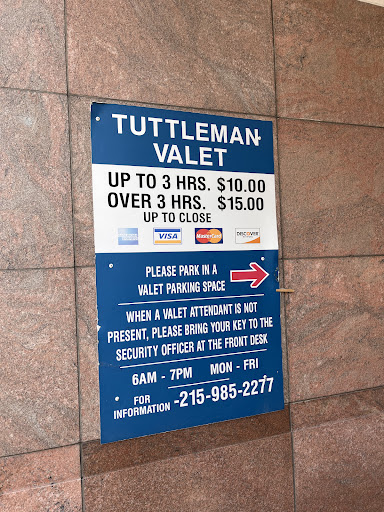 TUTTLEMAN
VALET
UP TO 3 HRS. $10.00
OVER 3 HRS. $15.00
UP TO CLOSE
VISA MasterCard DISCOVER
PLEASE PARK IN A
VALET PARKING SPACE
WHEN A VALET ATTENDANT IS NOT
PRESENT, PLEASE BRING YOUR KEY TO THE
SECURITY OFFICER AT THE FRONT DESK
6AM - 7PM MON - FRI
FOR
INFORMATION -215-985-2277